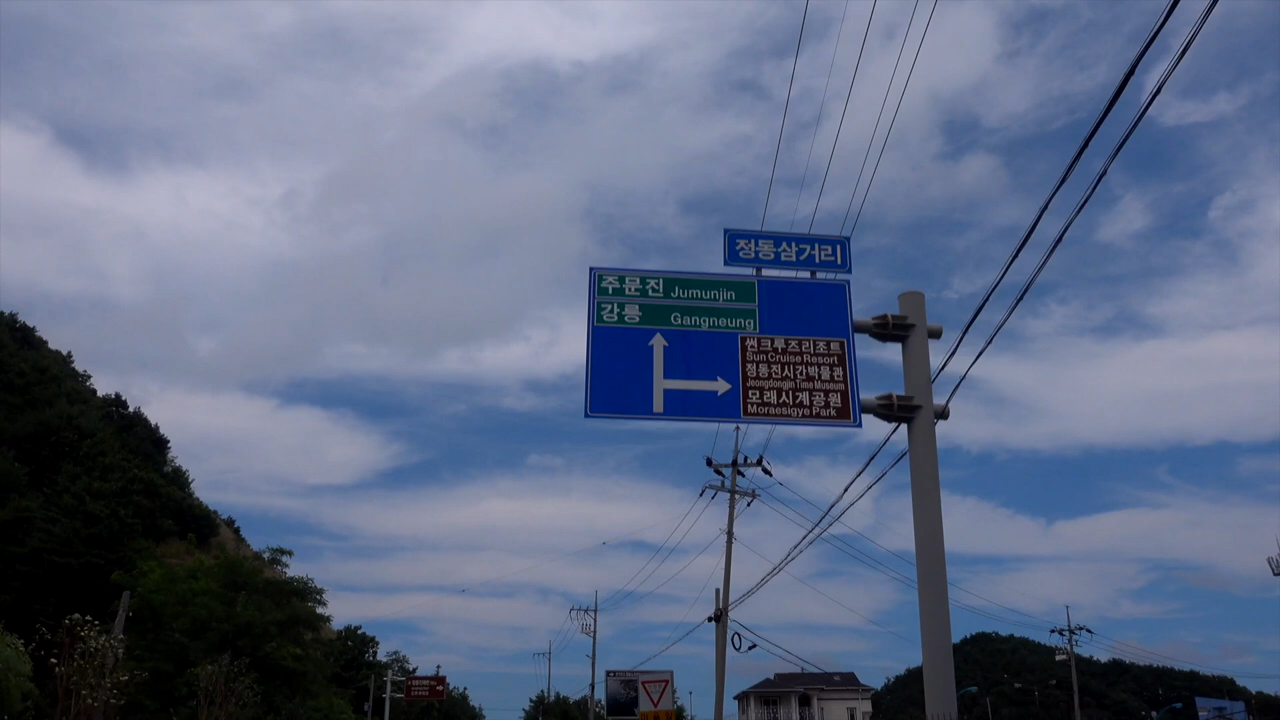 정동삼거리
주문진 Jumunjin
강릉 Gangneung
썬크루즈리조트
Sun Cruise Resort
정동진시간박물관
Jeongdongjin Time Museum
모래시계공원
Moraesigye Park